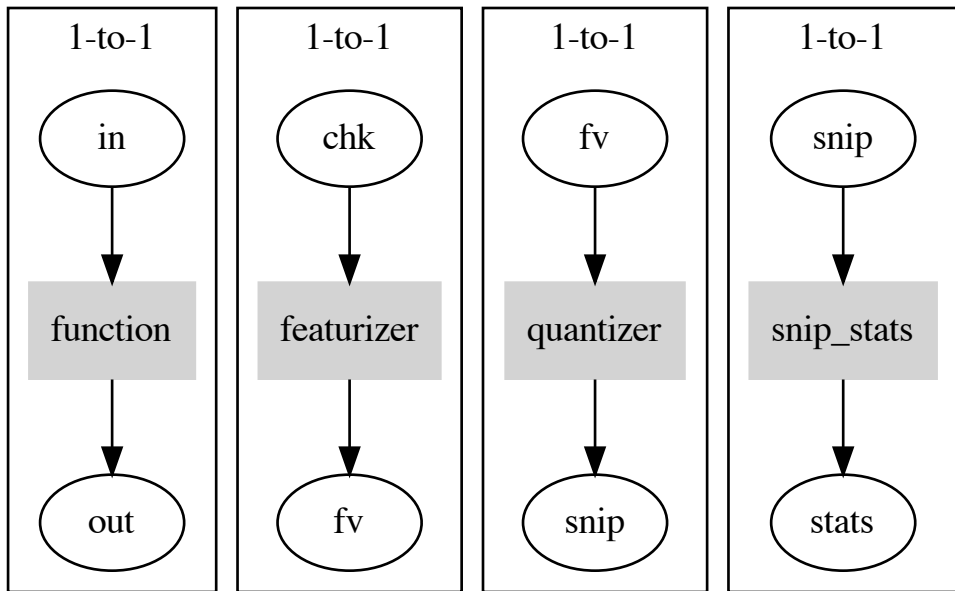 1-to-1
in
function
out
1-to-1
chk
featurizer
fv
1-to-1
fv
quantizer
snip
1-to-1
snip
snip_stats
stats